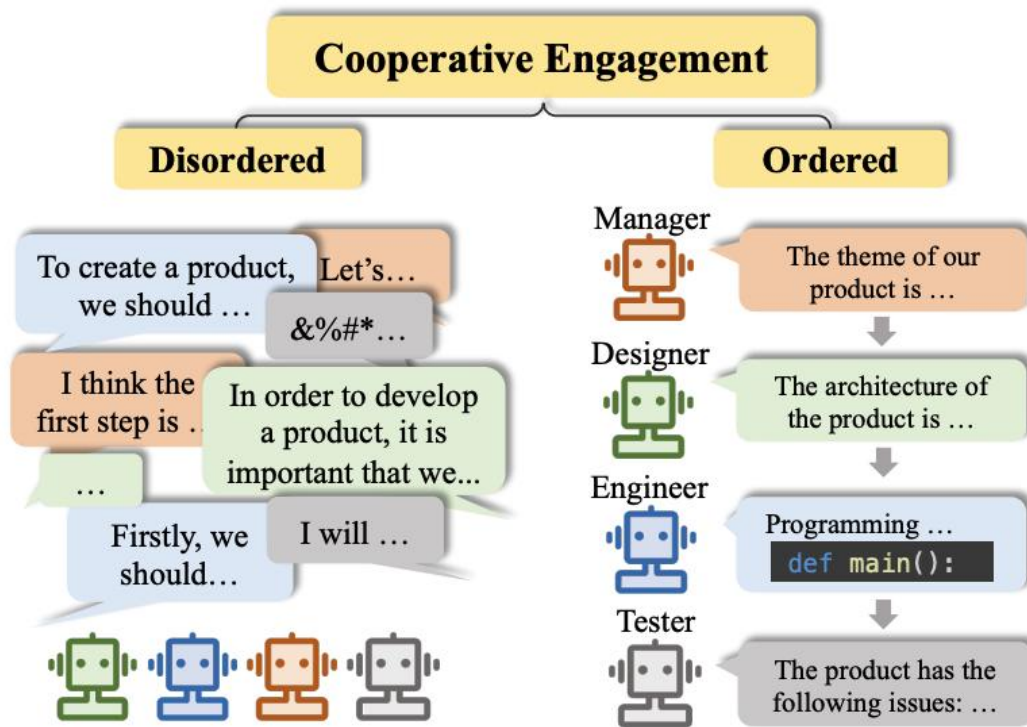 Cooperative Engagement
Disordered
Ordered
To create a product,
we should …
Let's…
&%#*…
I think the
first step is …
In order to develop
a product, it is
important that we...
…
Firstly, we
should…
I will …
Manager
The theme of our
product is …
Designer
The architecture of
the product is …
Engineer
Programming …
def main():
Tester
The product has the
following issues: …